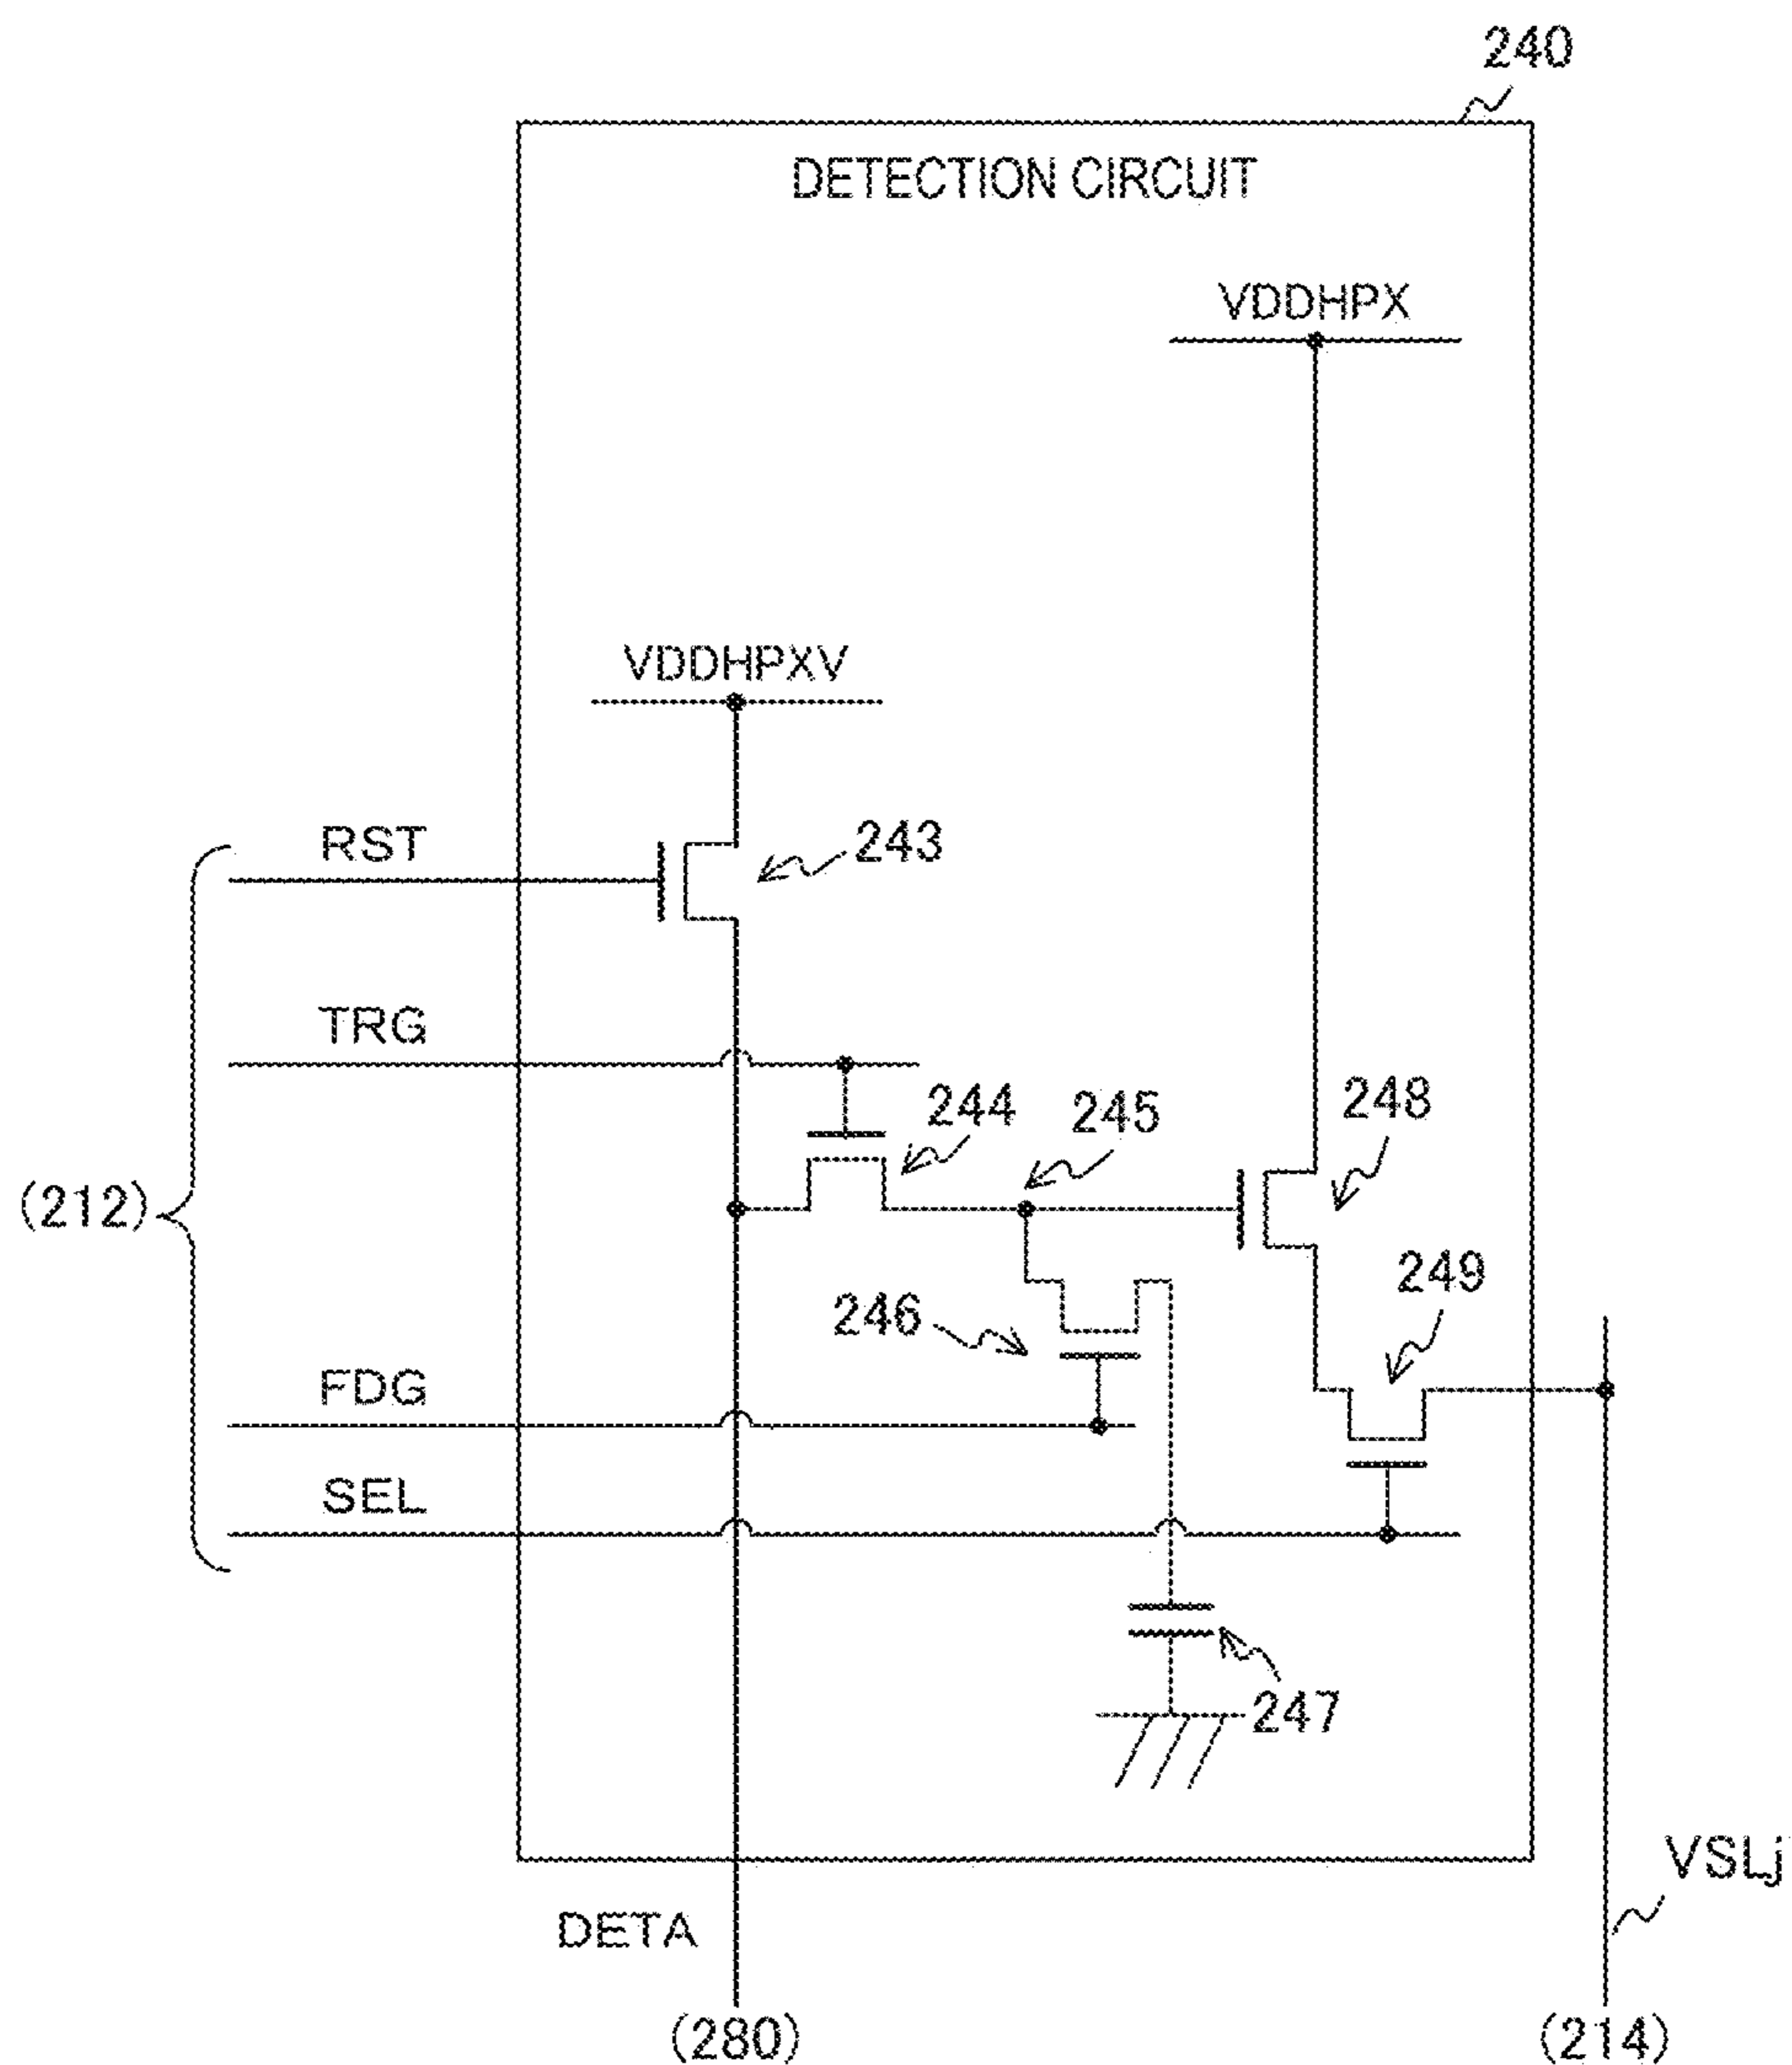 240
DETECTION CIRCUIT
VDDHPX
VDDHPXV
RST
243
TRG
244
245
248
(212)
249
246
FDG
SEL
247
VSLj
DETA
(280)
(214)